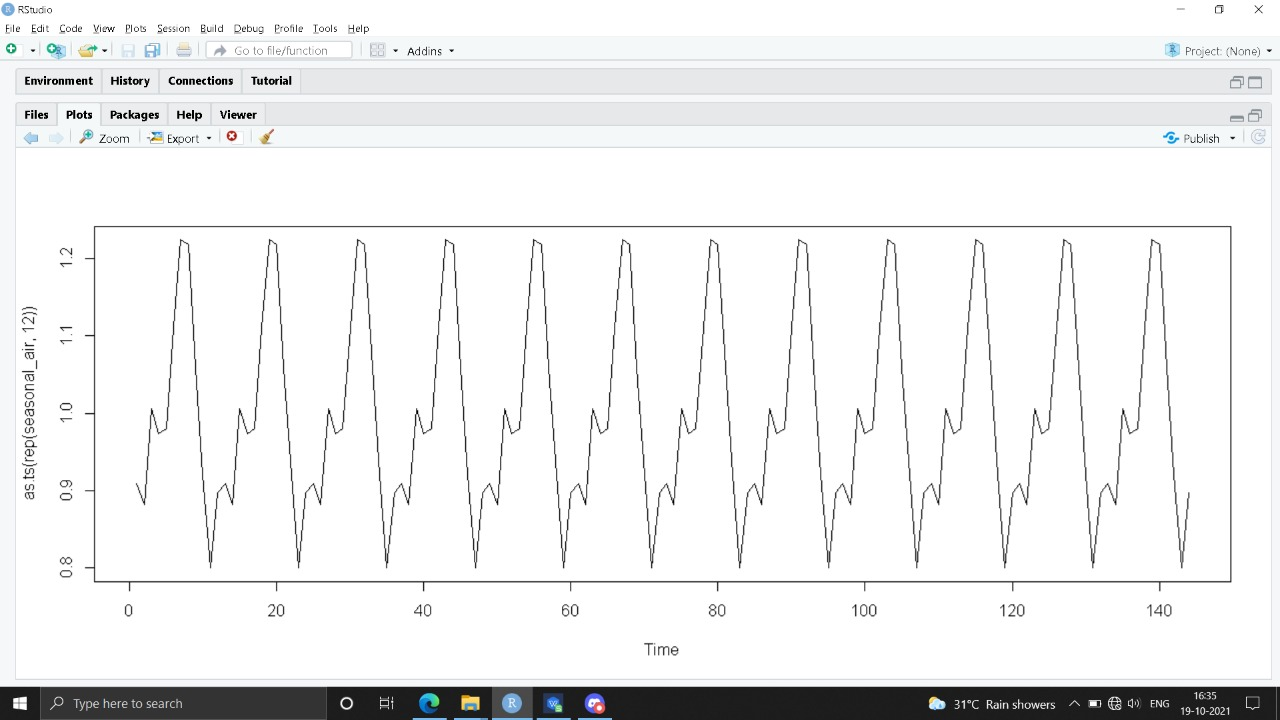 RStudio
File Edit Code View Plots Session Build Debug Profile Tools Help
Go to file/function Addins Project: (None)
Environment History Connections Tutorial
Files Plots Packages Help Viewer
Zoom Export Publish
as.ts(rep(seasonal_air, 12))
1.2
1.1
1.0
0.9
0.8
0 20 40 60 80 100 120 140
Time
Type here to search 31°C Rain showers ENG 16:35
19-10-2021